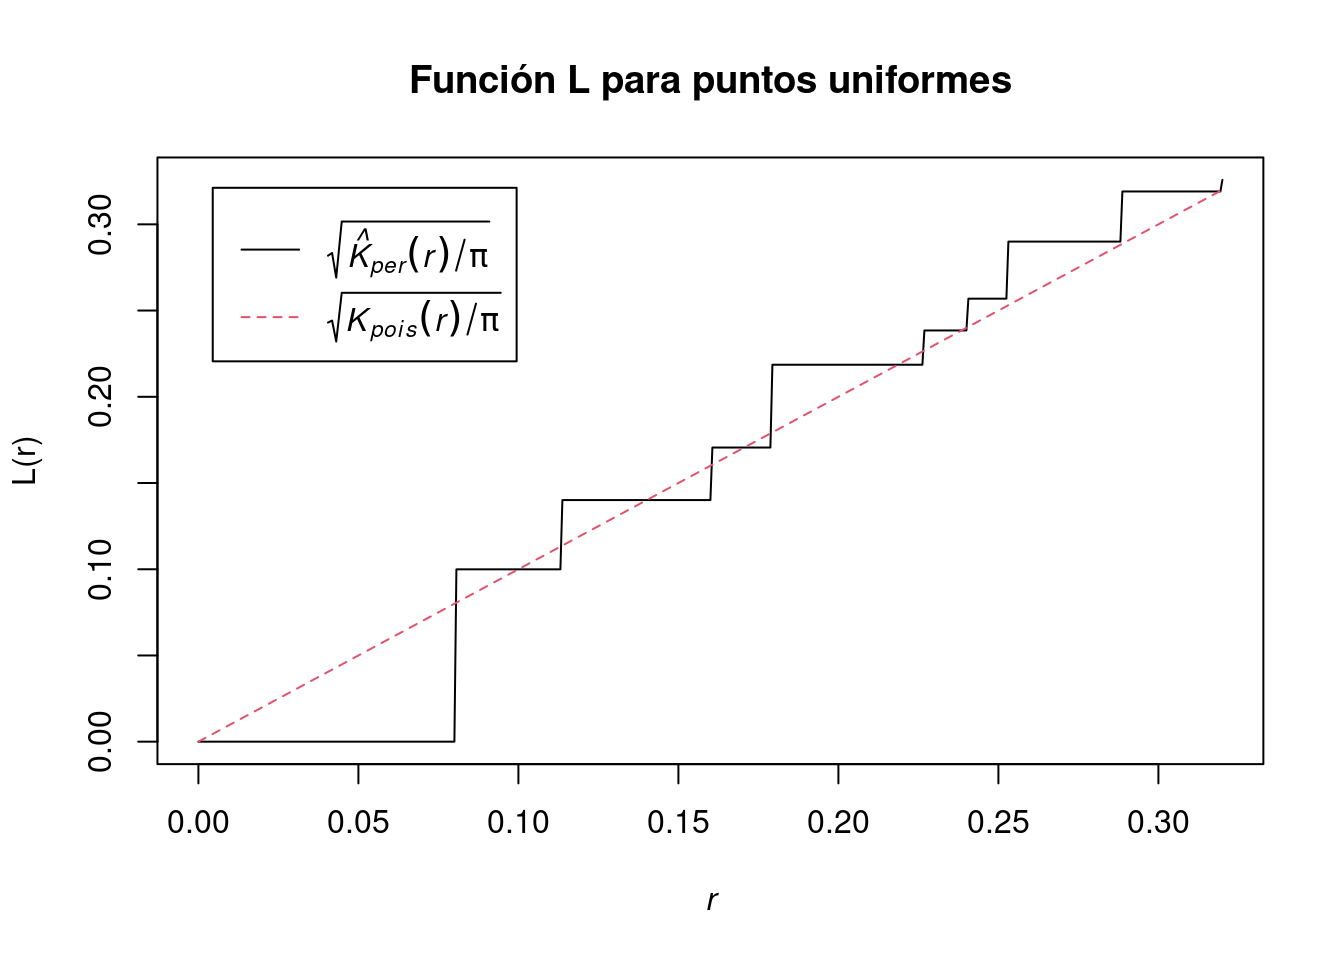 Función L para puntos uniformes
√K̂per(r)/π
√Kpois(r)/π
L(r)
0.30
0.20
0.10
0.00
0.00 0.05 0.10 0.15 0.20 0.25 0.30
r